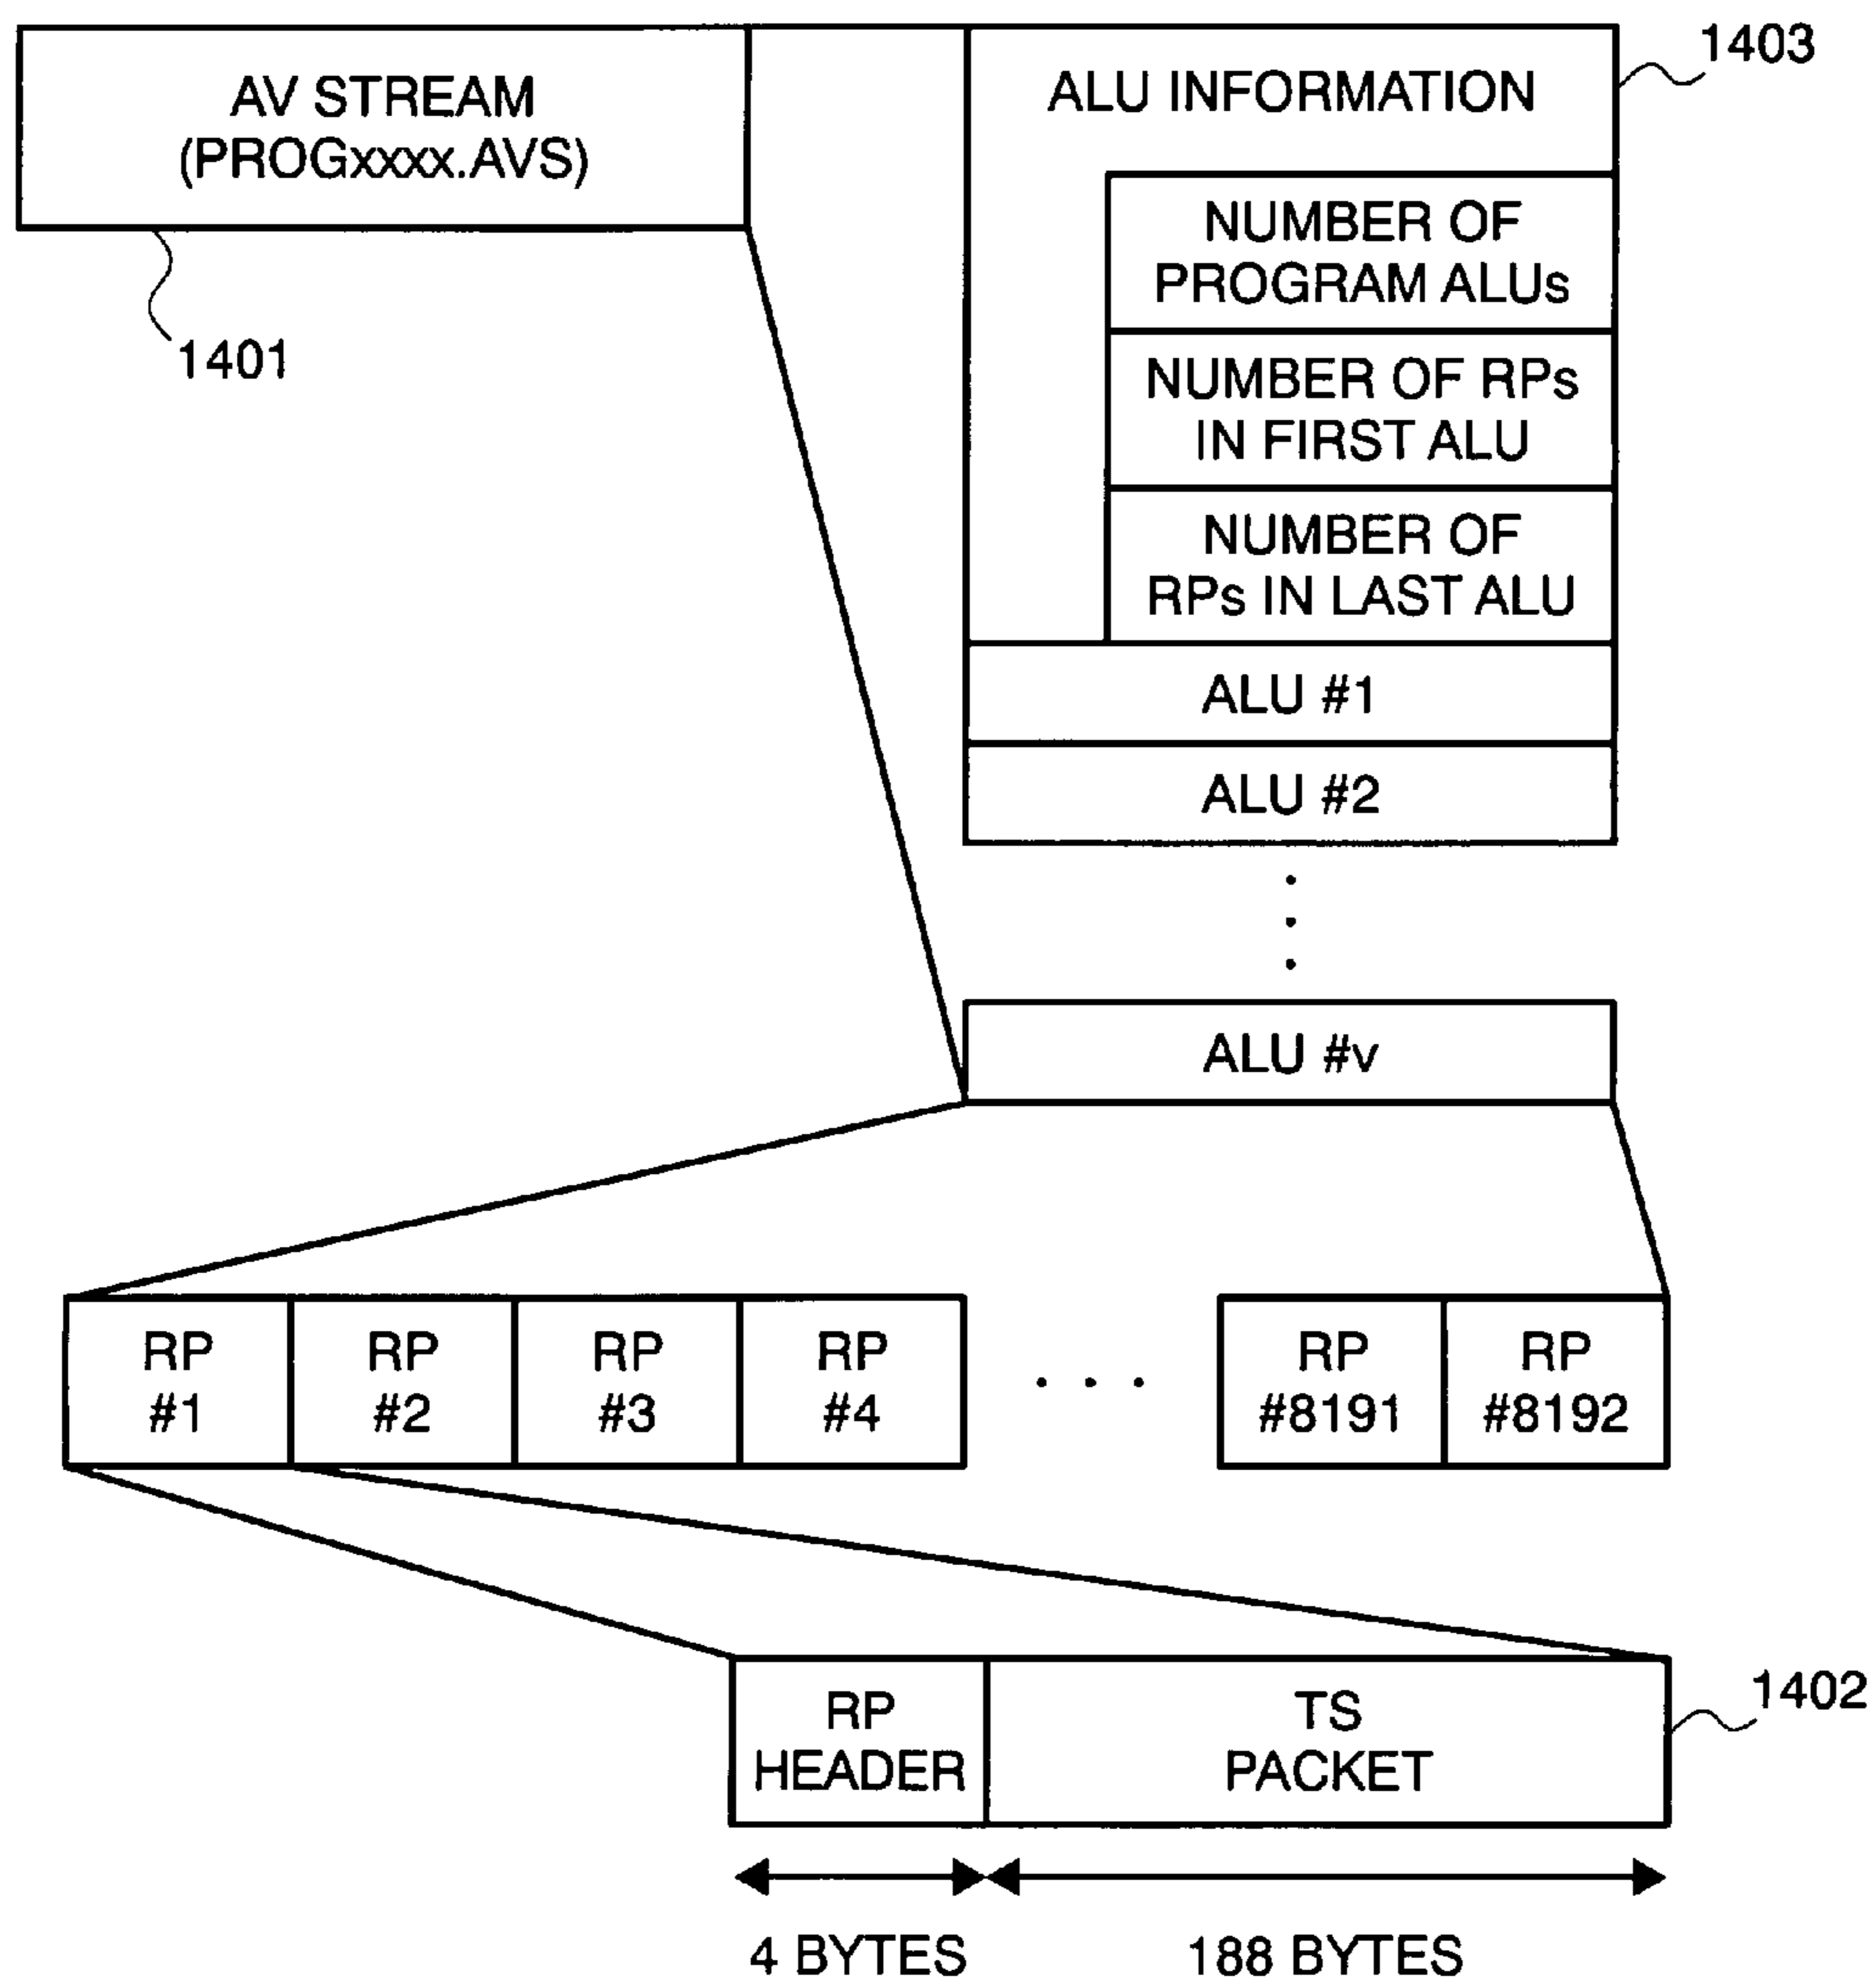 AV STREAM
(PROGxxxx.AVS)
1401
ALU INFORMATION
1403
NUMBER OF
PROGRAM ALUs
NUMBER OF RPs
IN FIRST ALU
NUMBER OF
RPs IN LAST ALU
ALU #1
ALU #2
ALU #v
RP
#1
RP
#2
RP
#3
RP
#4
RP
#8191
RP
#8192
RP
HEADER
TS
PACKET
1402
4 BYTES
188 BYTES